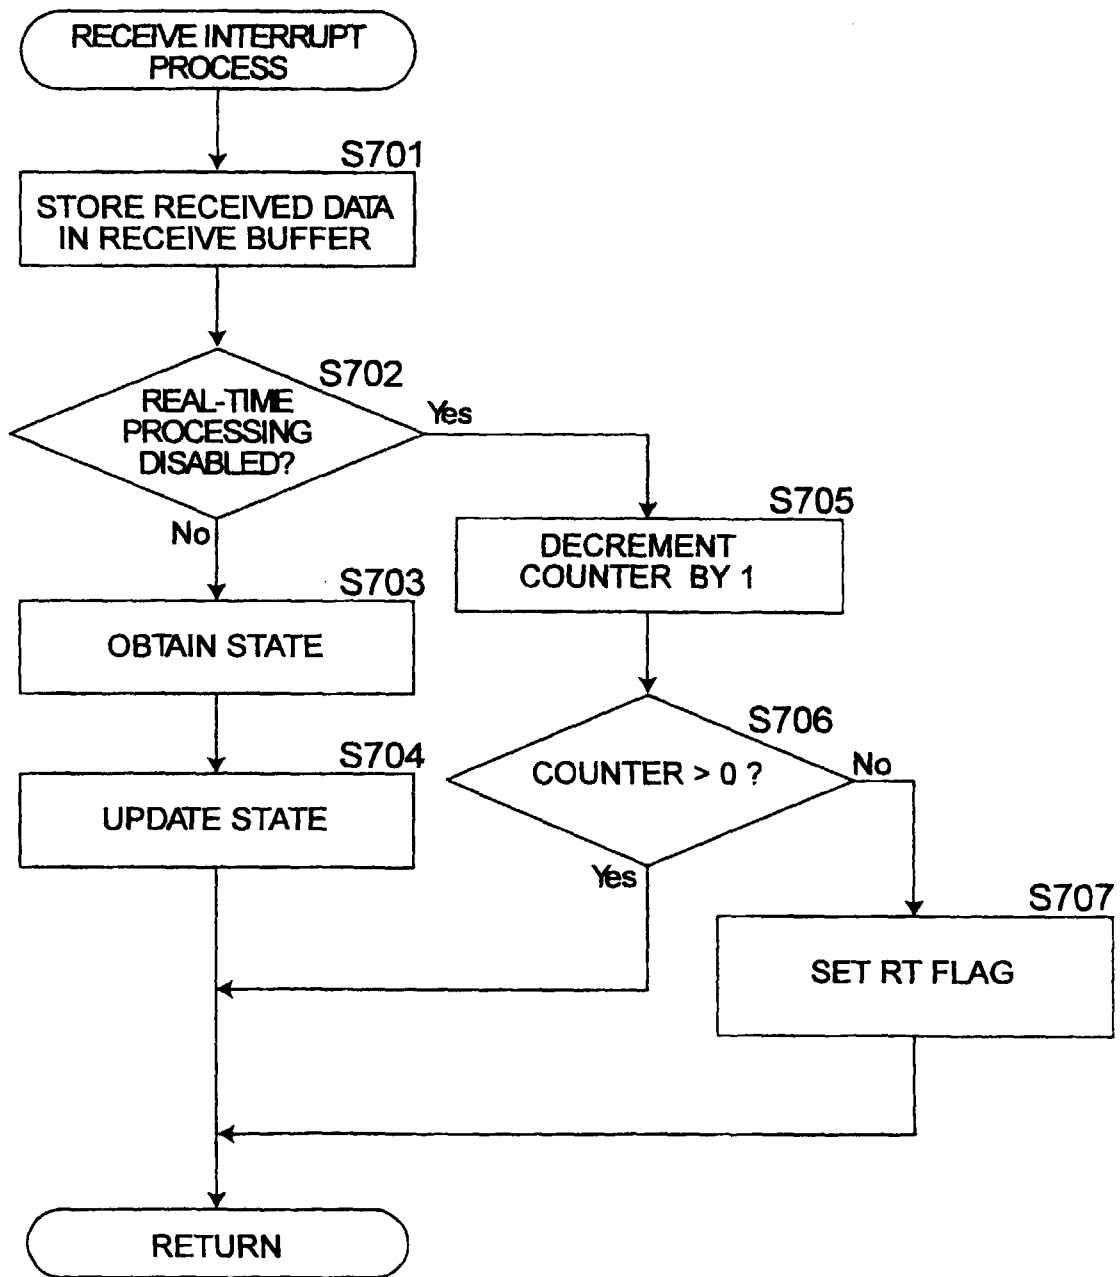 RECEIVE INTERRUPT
PROCESS
S701
STORE RECEIVED DATA
IN RECEIVE BUFFER
S702
REAL-TIME
PROCESSING
DISABLED?
Yes
No
S705
DECREMENT
COUNTER BY 1
S703
OBTAIN STATE
S706
COUNTER > 0 ?
No
Yes
S704
UPDATE STATE
S707
SET RT FLAG
RETURN